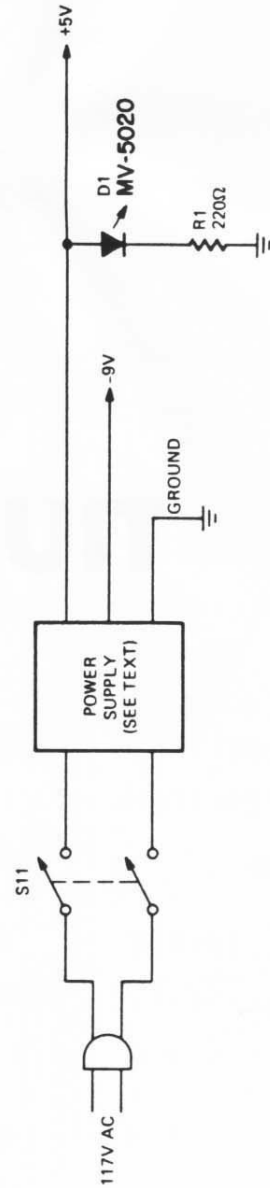 117V AC
S11
POWER
SUPPLY
(SEE TEXT)
+5V
-9V
GROUND
D1
MV-5020
R1
220Ω